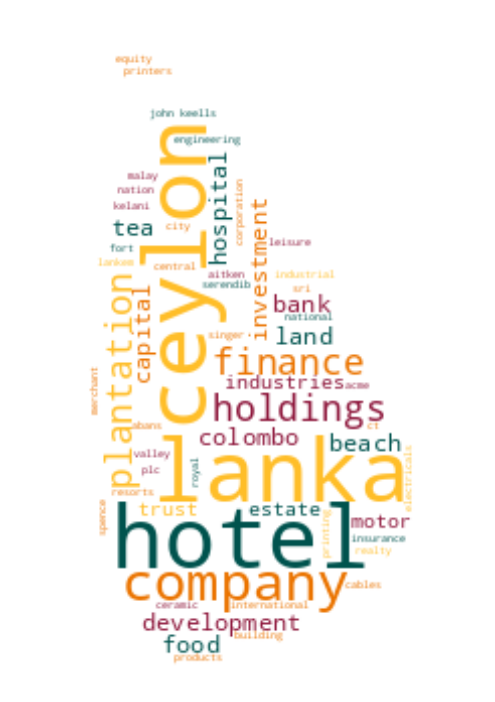 equity
printers
john keells
ceylon
engineering
hospital
malay
nation
kelani
corporation
investment
tea
city
fort
leisure
lankem
central
aitken
industrial
serendib
sri
plantation
capital
bank
national
land
singer
finance
merchant
industries
acme
holdings
abans
ct
colombo
beach
lanka
valley
plc
royal
electricals
resorts
spence
trust
estate
printing
motor
hotel
insurance
realty
company
cables
ceramic
international
development
building
food
products